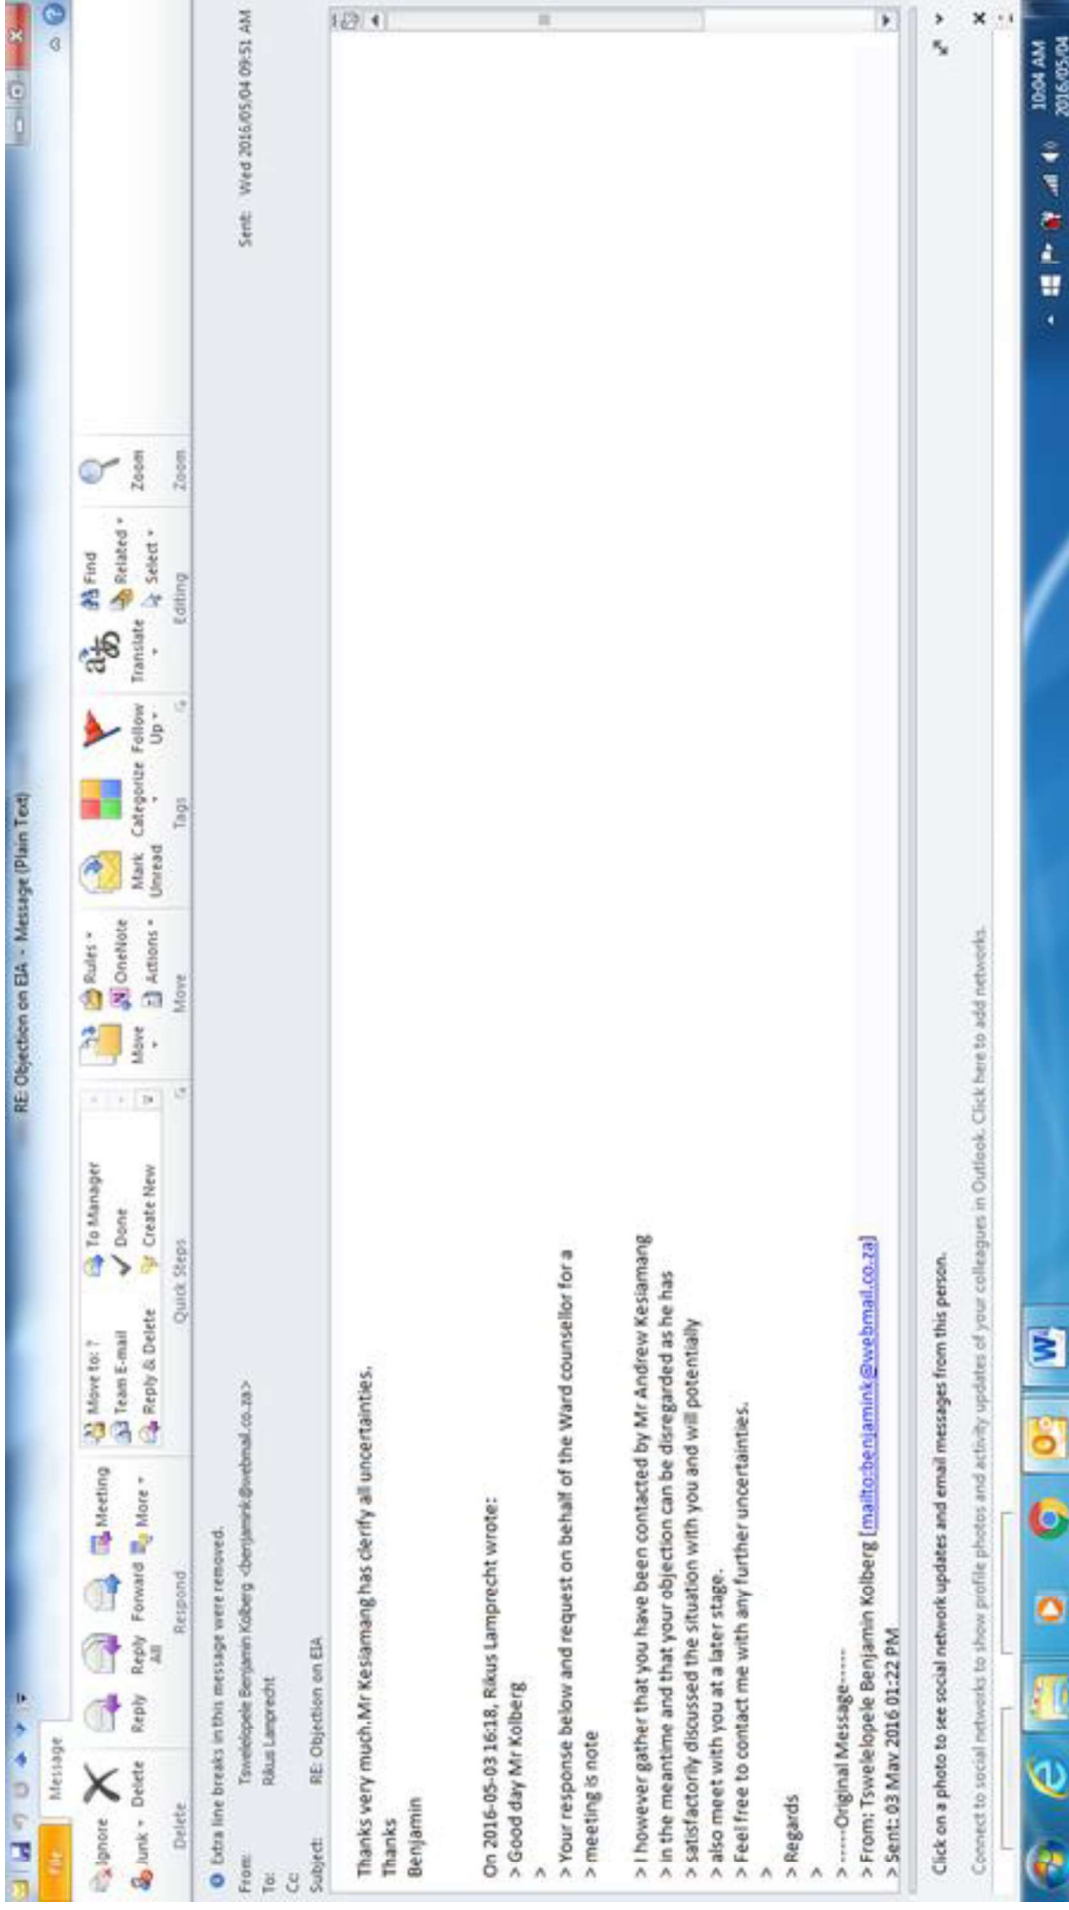 RE: Objection on EIA - Message (Plain Text)
File
Message
Ignore
Junk
Delete
Delete
Reply
Reply All
Forward
Meeting
More
Respond
Move to: ?
Team E-mail
Reply & Delete
To Manager
Done
Create New
Quick Steps
Move
Rules
OneNote
Actions
Move
Mark Unread
Categorize
Follow Up
Tags
Translate
Find
Related
Select
Editing
Zoom
Zoom
Extra line breaks in this message were removed.
From: Tswelelopele Benjamin Kolberg <benjamink@webmail.co.za>
Sent: Wed 2016/05/04 09:51 AM
To: Rikus Lamprecht
Cc:
Subject: RE: Objection on EIA
Thanks very much.Mr Kesiamang has clerify all uncertainties.
Thanks
Benjamin
On 2016-05-03 16:18, Rikus Lamprecht wrote:
> Good day Mr Kolberg
>
> Your response below and request on behalf of the Ward counsellor for a
> meeting is note
> I however gather that you have been contacted by Mr Andrew Kesiamang
> in the meantime and that your objection can be disregarded as he has
> satisfactorily discussed the situation with you and will potentially
> also meet with you at a later stage.
> Feel free to contact me with any further uncertainties.
>
> Regards
>
> -----Original Message-----
> From: Tswelelopele Benjamin Kolberg [mailto:benjamink@webmail.co.za]
> Sent: 03 May 2016 01:22 PM
Click on a photo to see social network updates and email messages from this person.
Connect to social networks to show profile photos and activity updates of your colleagues in Outlook. Click here to add networks.
10:04 AM
2016/05/04